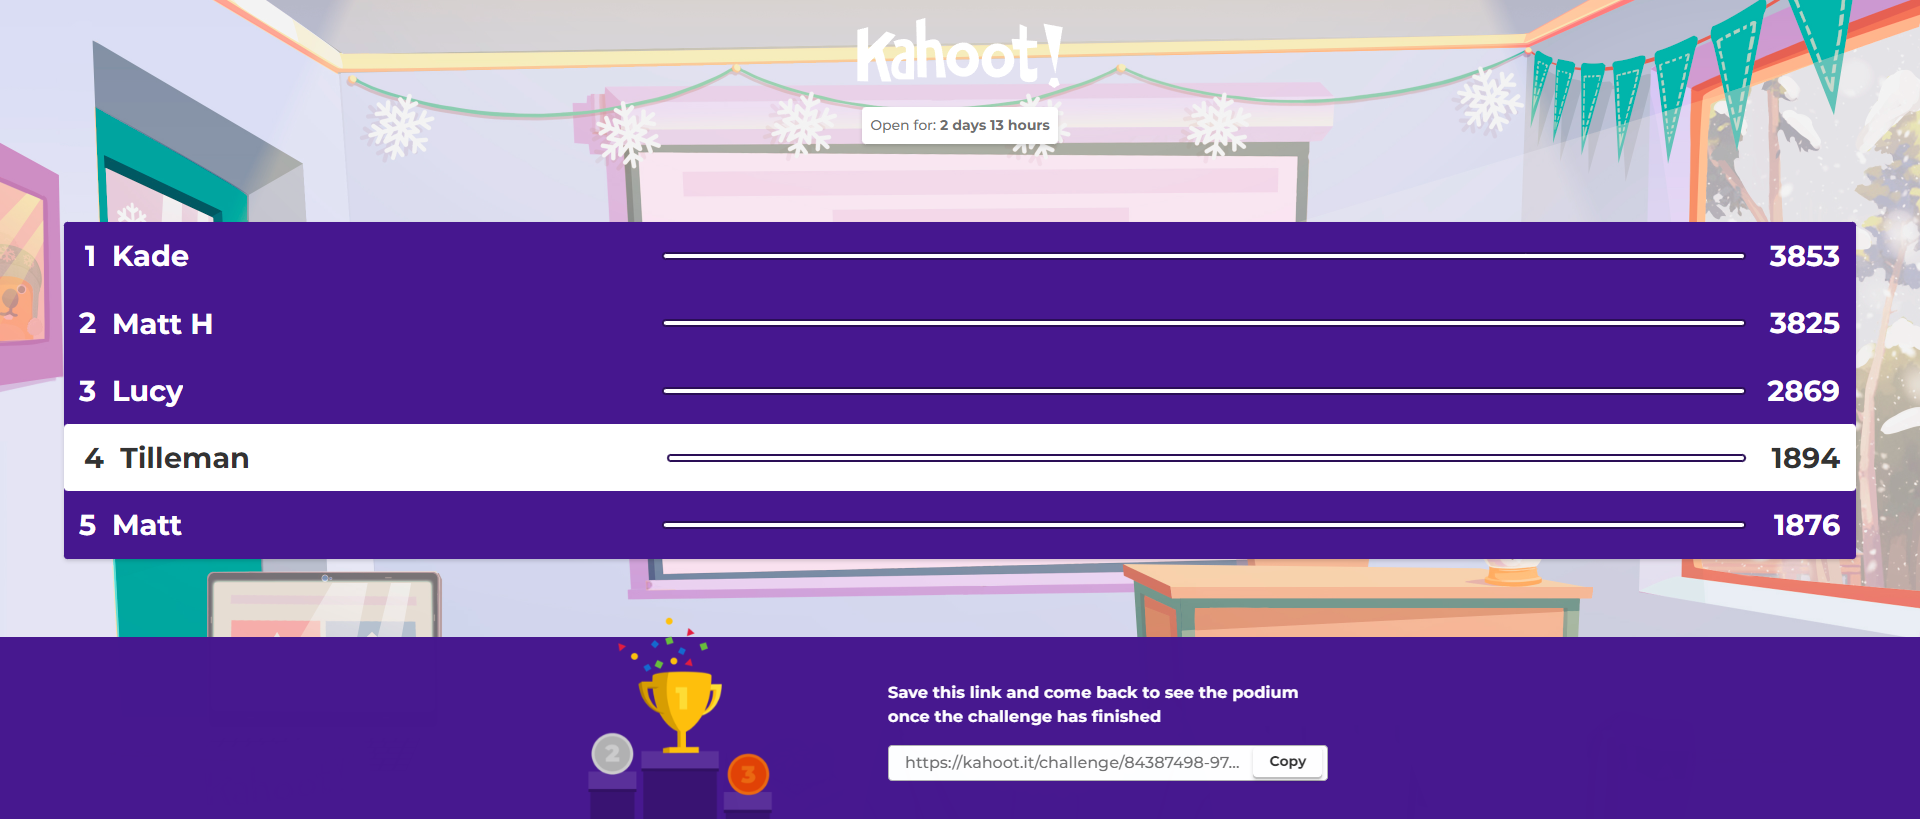 Kahoot!
Open for: 2 days 13 hours
1 Kade 3853
2 Matt H 3825
3 Lucy 2869
4 Tilleman 1894
5 Matt 1876
1
2
3
Save this link and come back to see the podium
once the challenge has finished
https://kahoot.it/challenge/84387498-97... Copy